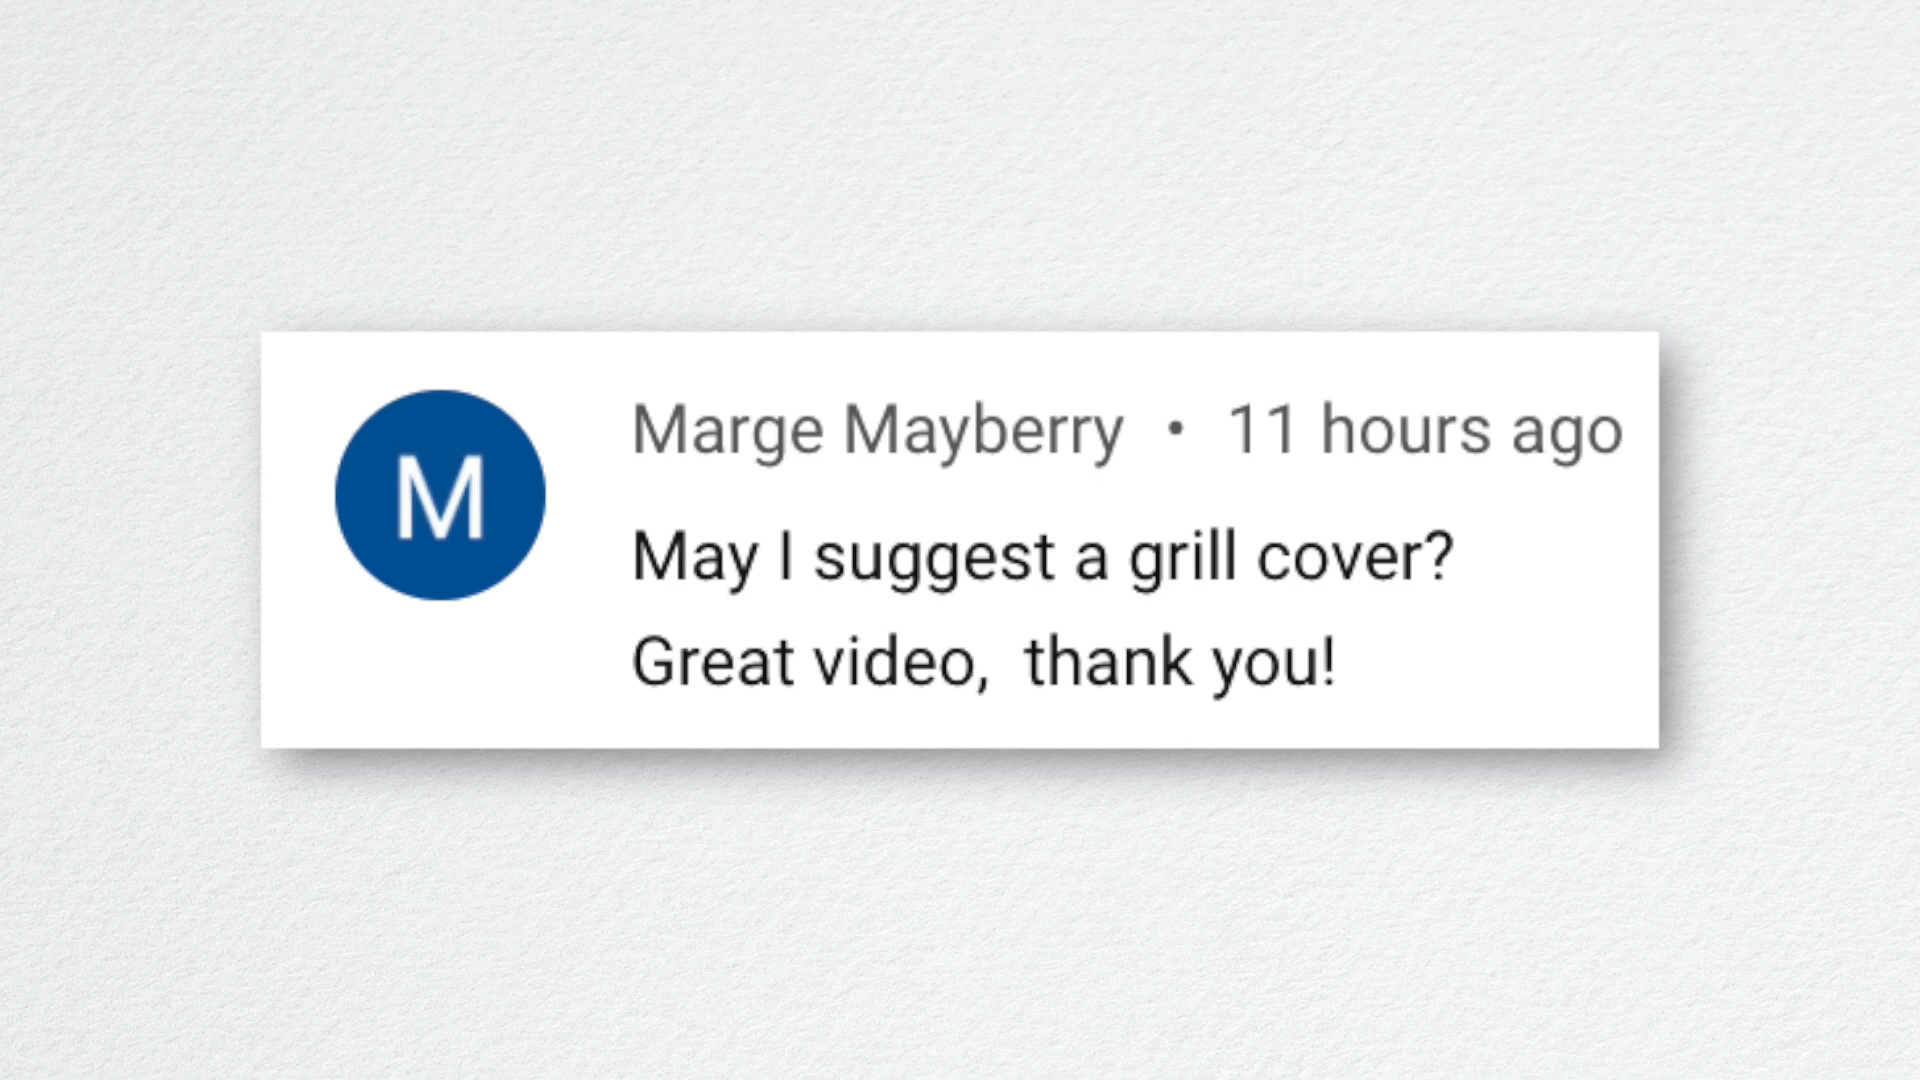 M
Marge Mayberry • 11 hours ago
May I suggest a grill cover?
Great video,  thank you!